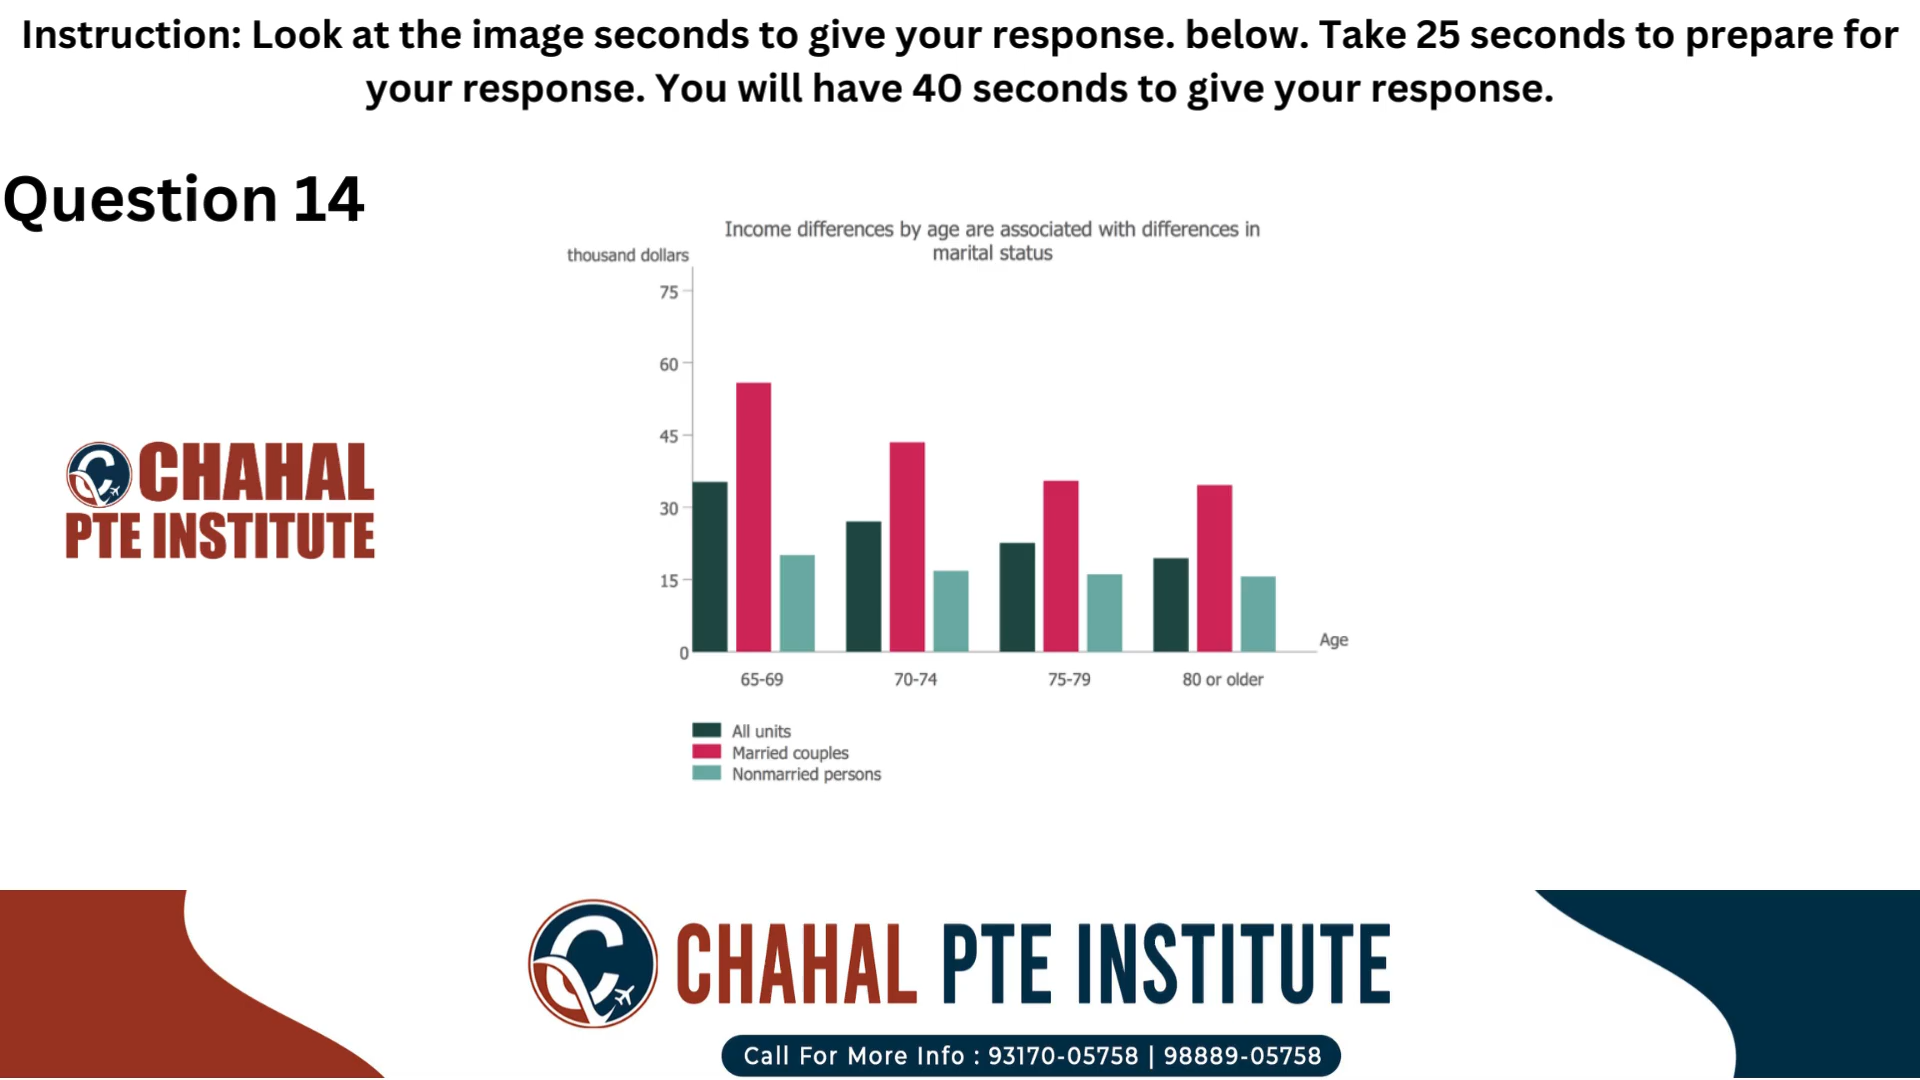 Instruction: Look at the image seconds to give your response. below. Take 25 seconds to prepare for
your response. You will have 40 seconds to give your response.
Question 14
Income differences by age are associated with differences in
marital status
thousand dollars
75
60
45
30
15
0
Age
65-69 70-74 75-79 80 or older
All units
Married couples
Nonmarried persons
CHAHAL
PTE INSTITUTE
CHAHAL PTE INSTITUTE
Call For More Info : 93170-05758 | 98889-05758